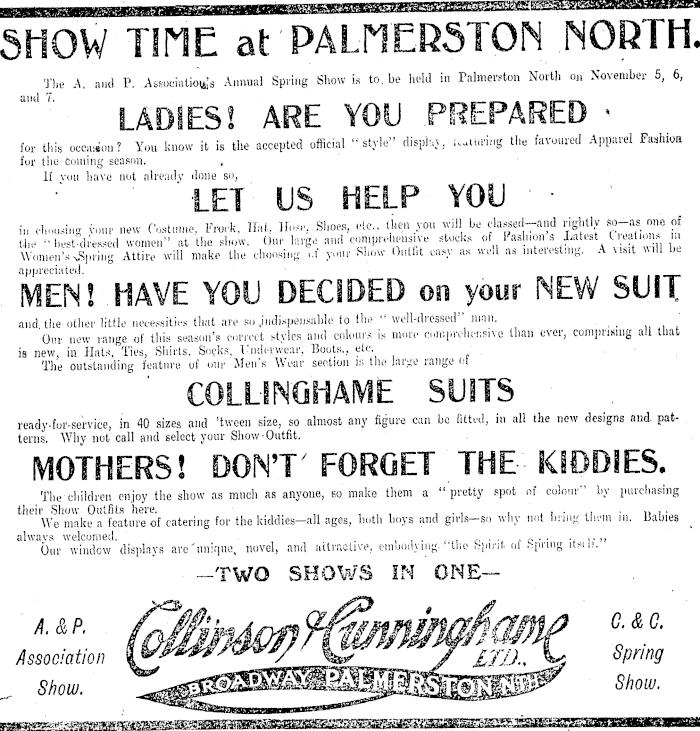 SHOW TIME at PALMERSTON NORTH.
The A. and P. Association's Annual Spring Show is to be held in Palmerston North on November 5, 6,
and 7.
LADIES! ARE YOU PREPARED
for this occasion? You know it is the accepted official "style" display, featuring the favoured Apparel Fashion
for the coming season.
If you have not already done so,
LET US HELP YOU
in choosing your new Costume, Frock, Hat, Hose, Shoes, etc., then you will be classed—and rightly so—as one of
the "best-dressed women" at the show. Our large and comprehensive stocks of Fashion's Latest Creations in
Women's Spring Attire will make the choosing of your Show Outfit easy as well as interesting. A visit will be
appreciated.
MEN! HAVE YOU DECIDED on your NEW SUIT
and the other little necessities that are so indispensable to the "well-dressed" man.
Our new range of this season's correct styles and colours is more comprehensive than ever, comprising all that
is new, in Hats, Ties, Shirts, Socks, Underwear, Boots., etc.
The outstanding feature of our Men's Wear section is the large range of
COLLINGHAME SUITS
ready-for-service, in 40 sizes and 'tween size, so almost any figure can be fitted, in all the new designs and pat-
terns. Why not call and select your Show Outfit.
MOTHERS! DON'T FORGET THE KIDDIES.
The children enjoy the show as much as anyone, so make them a "pretty spot of colour" by purchasing
their Show Outfits here.
We make a feature of catering for the kiddies—all ages, both boys and girls—so why not bring them in. Babies
always welcomed.
Our window displays are unique, novel, and attractive, embodying "the Spirit of Spring itself."
—TWO SHOWS IN ONE—
A. & P.
Association
Show.
Collinson & Cunninghame
LTD.,
BROADWAY PALMERSTON NTH.
C. & C.
Spring
Show.